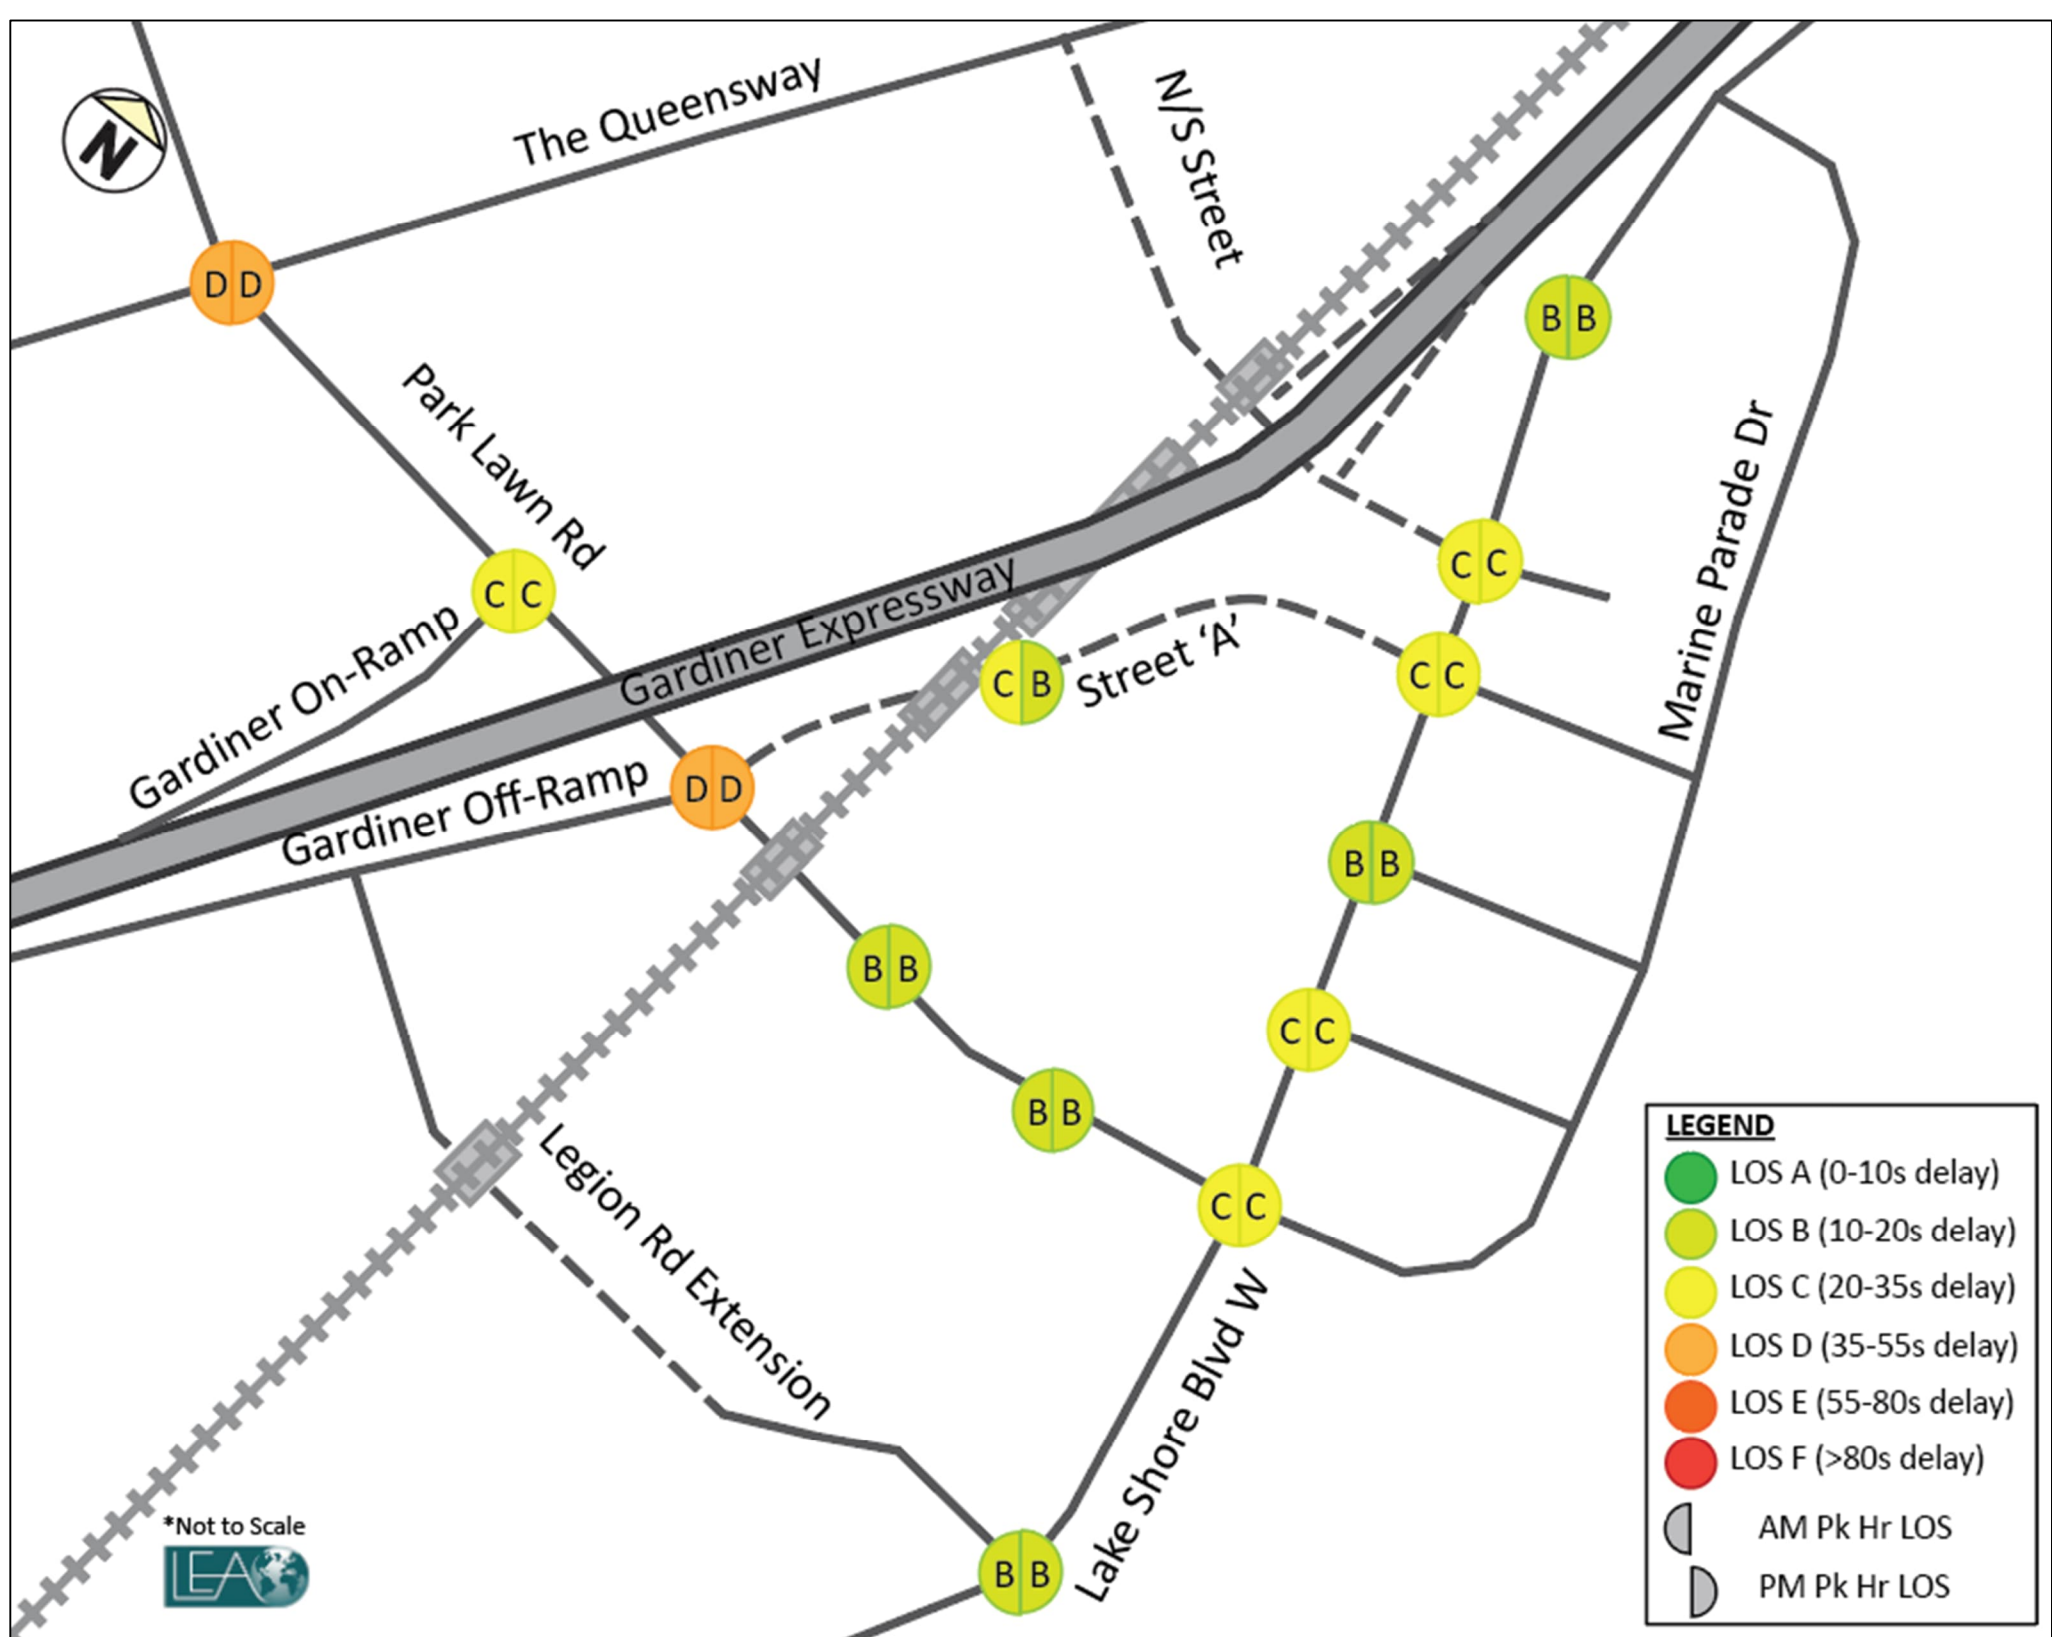 The Queensway
N/S Street
N
D D
B B
Park Lawn Rd
C C
C C
Gardiner Expressway
Marine Parade Dr
Gardiner On-Ramp
C B
Street 'A'
C C
Gardiner Off-Ramp
D D
B B
B B
C C
B B
Legion Rd Extension
C C
Lake Shore Blvd W
B B
*Not to Scale
LEA
LEGEND
LOS A (0-10s delay)
LOS B (10-20s delay)
LOS C (20-35s delay)
LOS D (35-55s delay)
LOS E (55-80s delay)
LOS F (>80s delay)
AM Pk Hr LOS
PM Pk Hr LOS